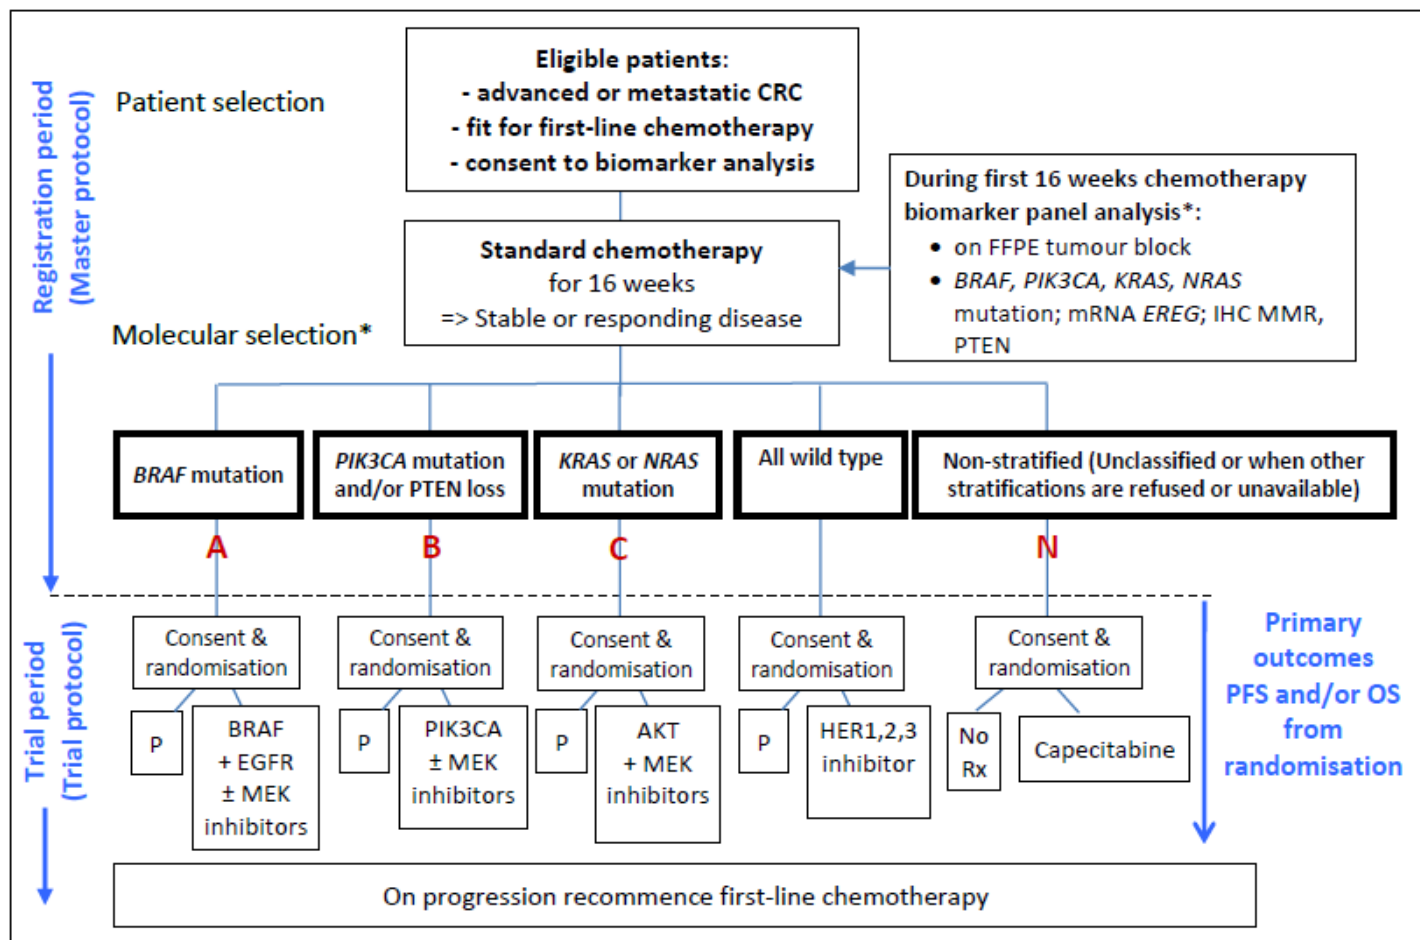 Eligible patients:
- advanced or metastatic CRC
- fit for first-line chemotherapy
- consent to biomarker analysis
Patient selection
Registration period
(Master protocol)
During first 16 weeks chemotherapy
biomarker panel analysis*:
• on FFPE tumour block
• BRAF, PIK3CA, KRAS, NRAS
mutation; mRNA EREG; IHC MMR,
PTEN
Standard chemotherapy
for 16 weeks
=> Stable or responding disease
Molecular selection*
BRAF mutation
PIK3CA mutation
and/or PTEN loss
KRAS or NRAS
mutation
All wild type
Non-stratified (Unclassified or when other
stratifications are refused or unavailable)
A
B
C
N
Trial period
(Trial protocol)
Consent &
randomisation
Consent &
randomisation
Consent &
randomisation
Consent &
randomisation
Consent &
randomisation
P
BRAF
+ EGFR
± MEK
inhibitors
P
PIK3CA
± MEK
inhibitors
P
AKT
+ MEK
inhibitors
P
HER1,2,3
inhibitor
No
Rx
Capecitabine
Primary
outcomes
PFS and/or OS
from
randomisation
On progression recommence first-line chemotherapy